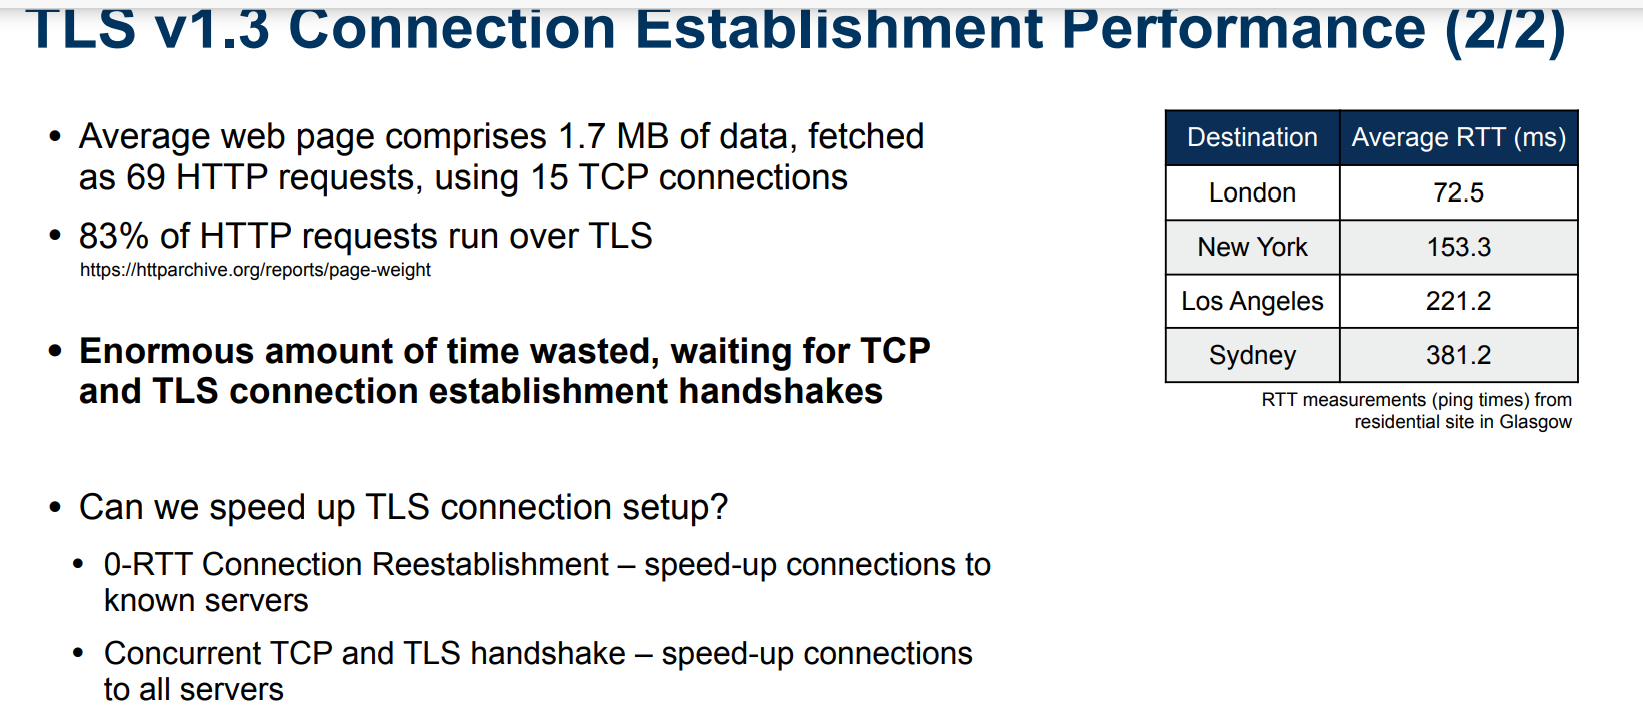 TLS v1.3 Connection Establishment Performance (2/2)
• Average web page comprises 1.7 MB of data, fetched
as 69 HTTP requests, using 15 TCP connections
• 83% of HTTP requests run over TLS
https://httparchive.org/reports/page-weight
• Enormous amount of time wasted, waiting for TCP
and TLS connection establishment handshakes
• Can we speed up TLS connection setup?
• 0-RTT Connection Reestablishment – speed-up connections to
known servers
• Concurrent TCP and TLS handshake – speed-up connections
to all servers
Destination Average RTT (ms)
London 72.5
New York 153.3
Los Angeles 221.2
Sydney 381.2
RTT measurements (ping times) from
residential site in Glasgow